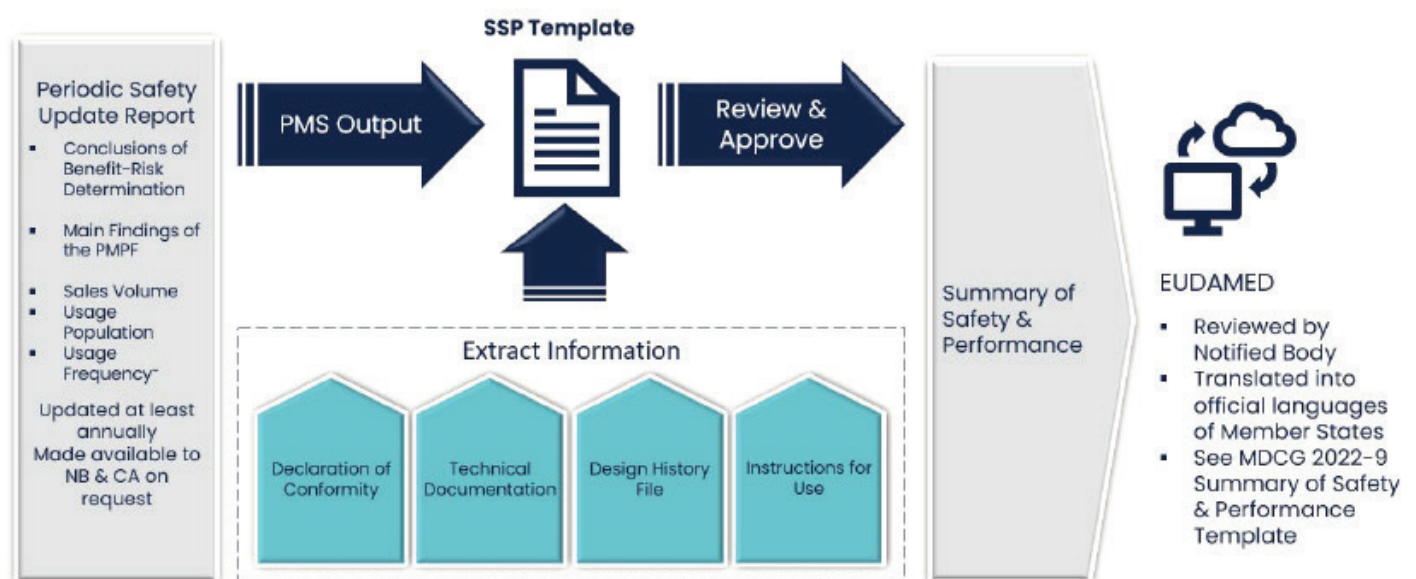 SSP Template
Periodic Safety
Update Report
▪ Conclusions of
Benefit-Risk
Determination
▪ Main Findings of
the PMPF
▪ Sales Volume
▪ Usage
Population
▪ Usage
Frequency-
Updated at least
annually
Made available to
NB & CA on
request
PMS Output
Review &
Approve
Extract Information
Declaration of
Conformity
Technical
Documentation
Design History
File
Instructions for
Use
Summary of
Safety &
Performance
EUDAMED
▪ Reviewed by
Notified Body
▪ Translated into
official languages
of Member States
▪ See MDCG 2022-9
Summary of Safety
& Performance
Template